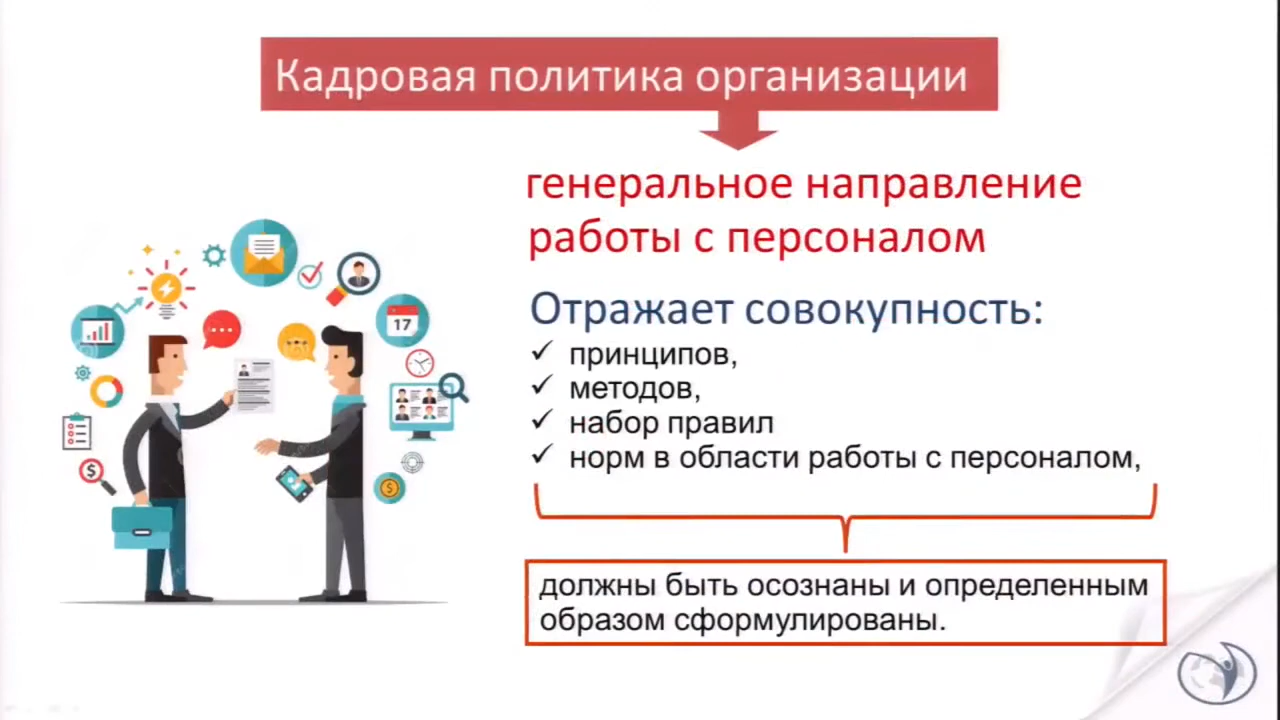 Кадровая политика организации
генеральное направление
работы с персоналом
Отражает совокупность:
✓ принципов,
✓ методов,
✓ набор правил
✓ норм в области работы с персоналом,
должны быть осознаны и определенным
образом сформулированы.
17